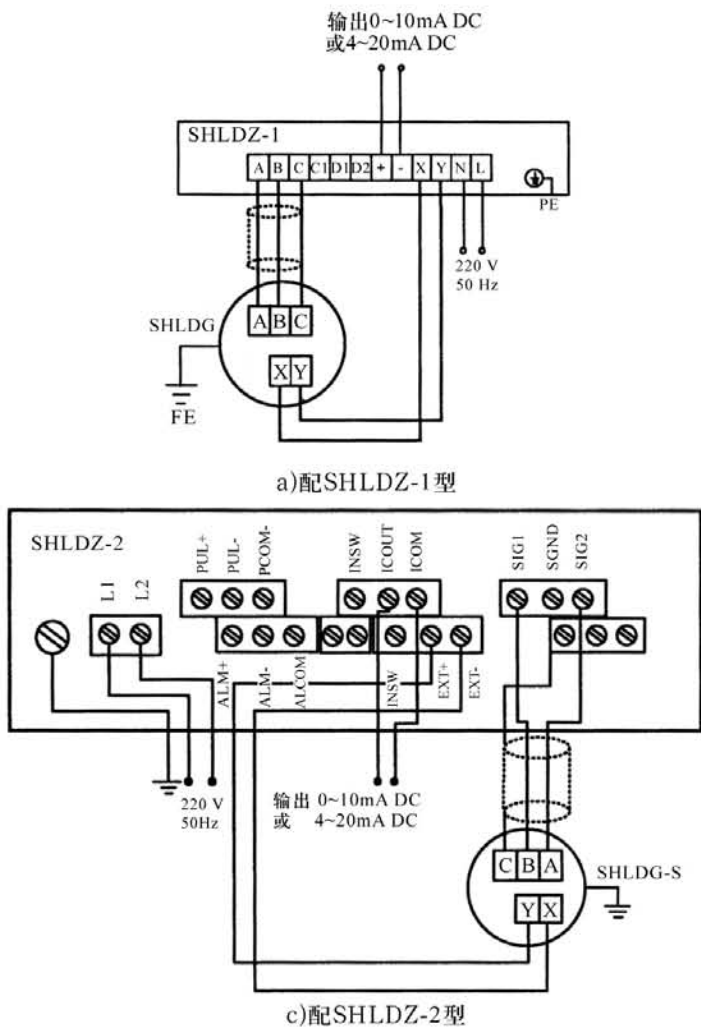 输出0~10mA DC
或4~20mA DC
SHLDZ-1
A B C C1 D1 D2 + - X Y N L
PE
220 V
50 Hz
SHLDG
A B C
X Y
FE
a)配SHLDZ-1型
SHLDZ-2
L1 L2
PUL+ PUL- PCOM-
INSW ICOUT ICOM
SIG1 SGND SIG2
ALM+ ALM- ALCOM
INSW EXT+ EXT-
220 V
50Hz
输出 0~10mA DC
或 4~20mA DC
C B A
SHLDG-S
Y X
c)配SHLDZ-2型